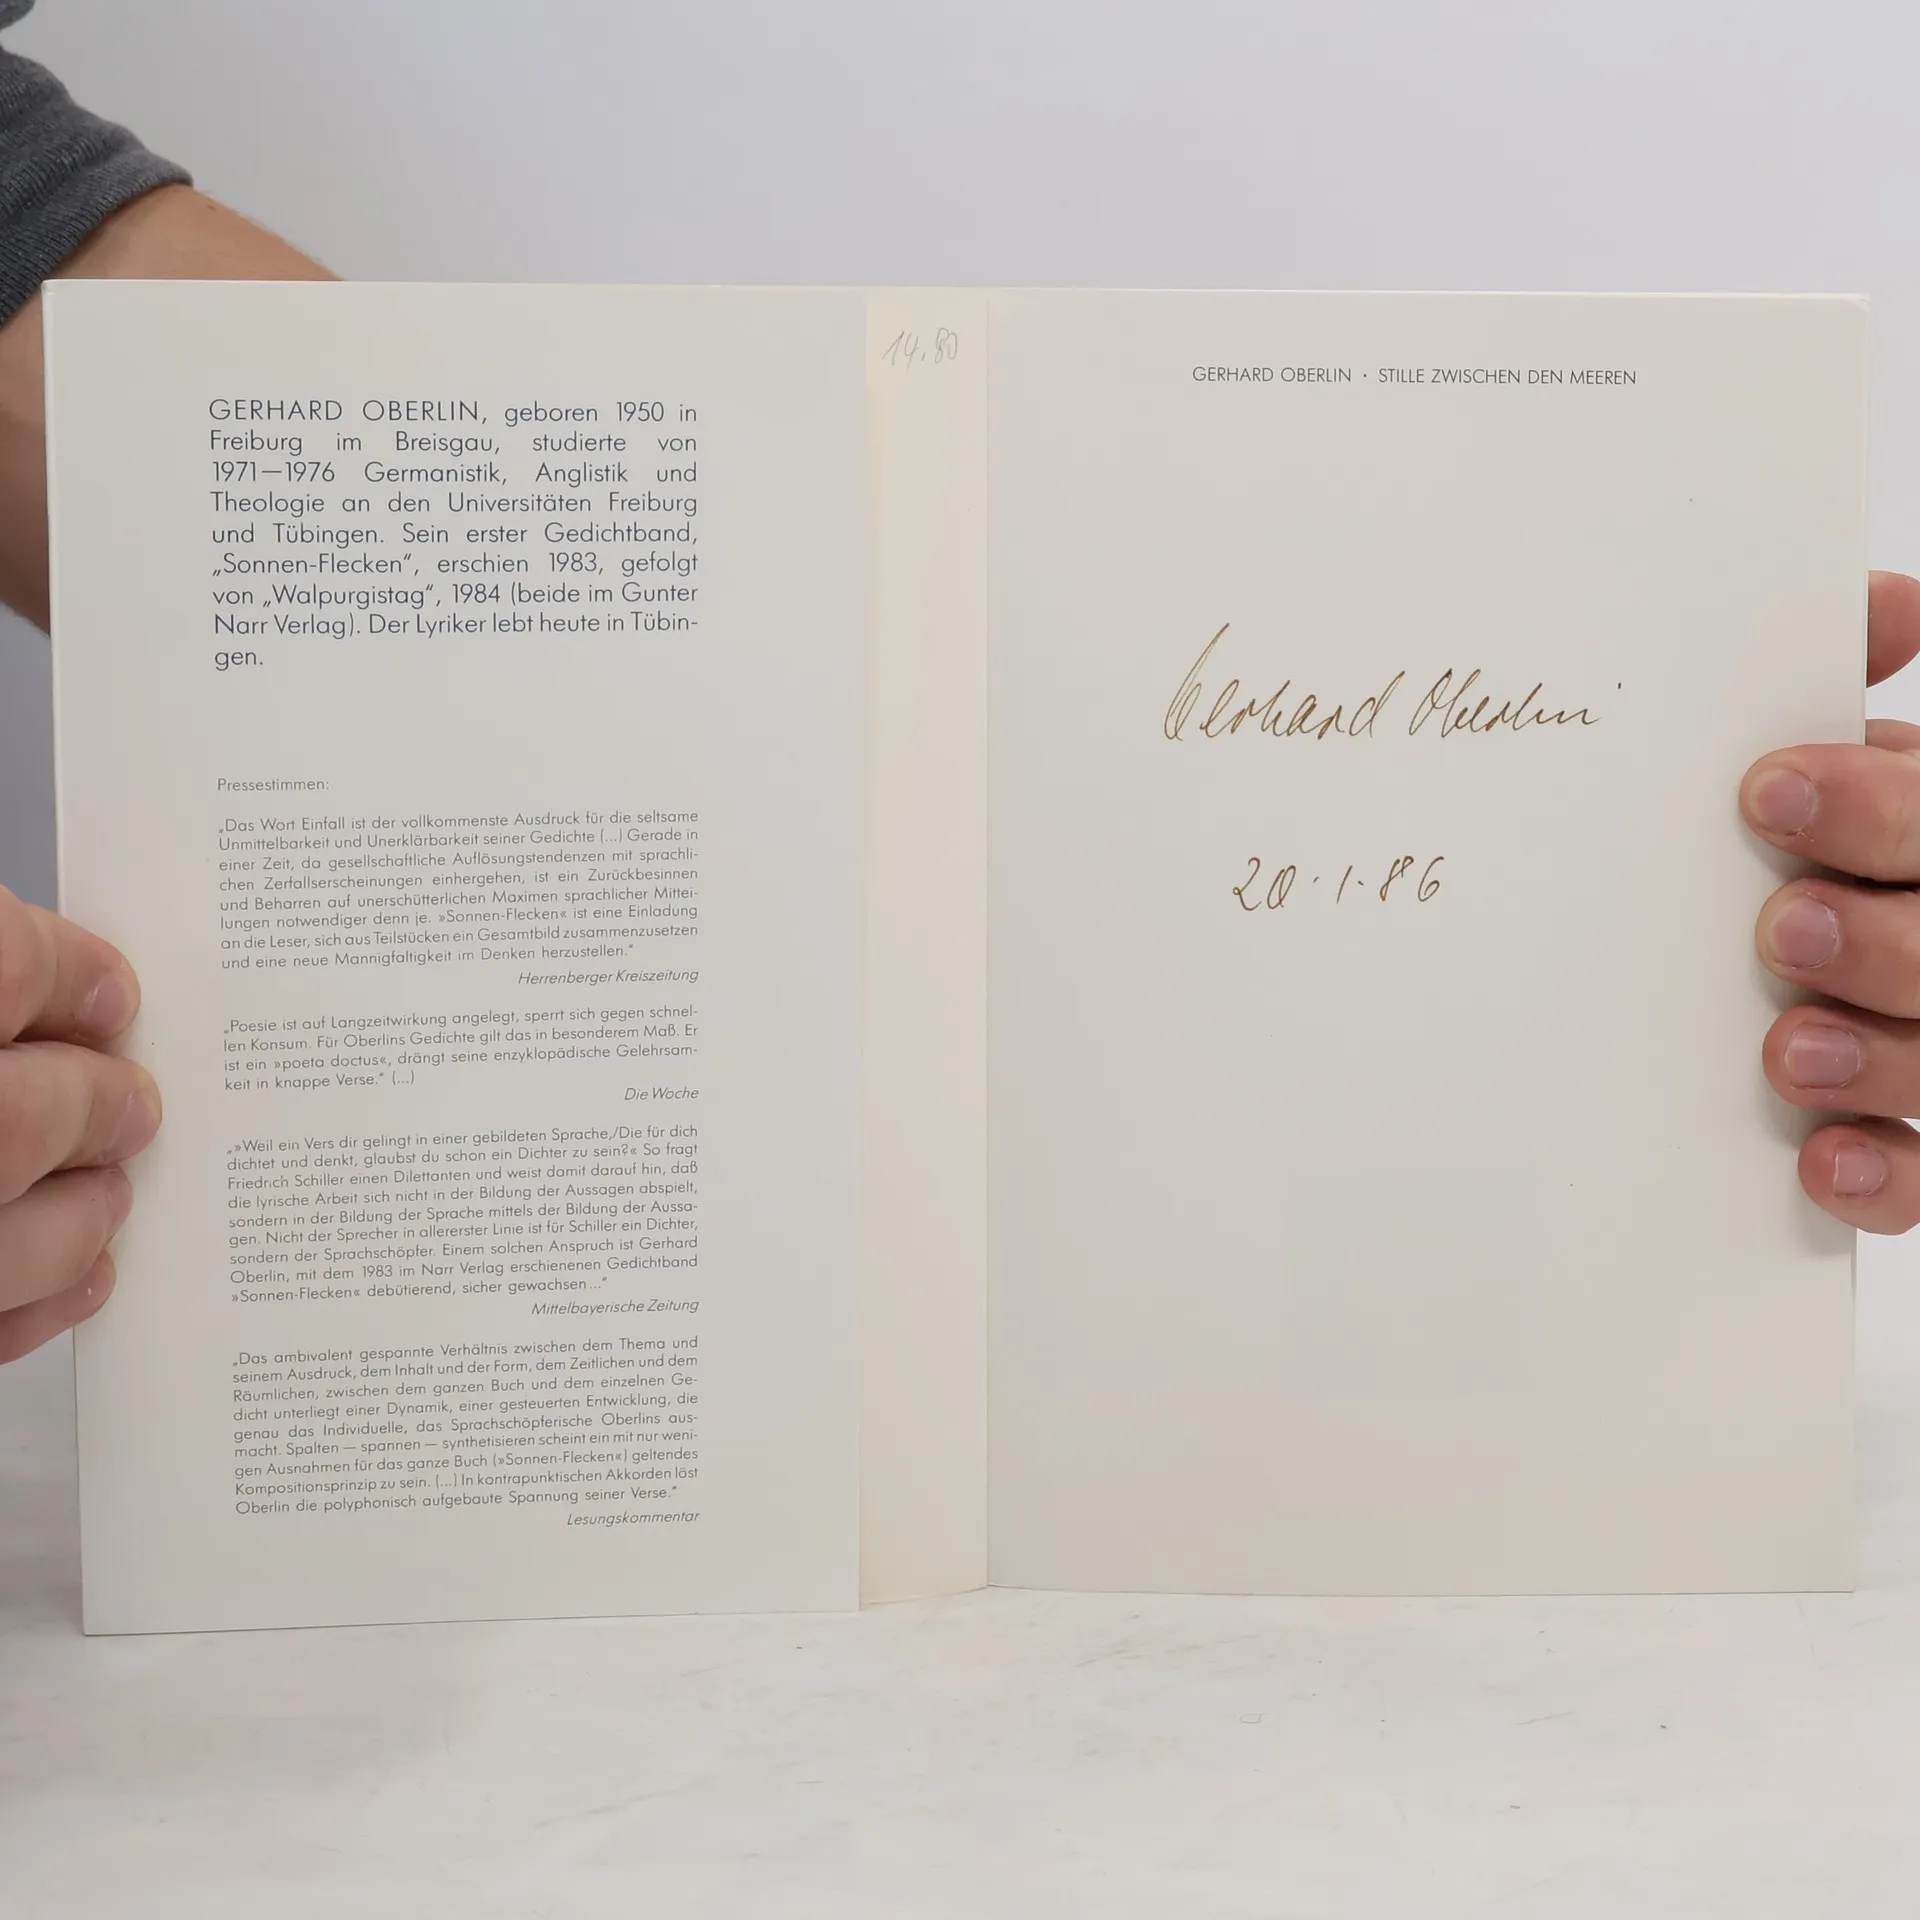 GERHARD OBERLIN, geboren 1950 in
Freiburg im Breisgau, studierte von
1971—1976 Germanistik, Anglistik und
Theologie an den Universitäten Freiburg
und Tübingen. Sein erster Gedichtband,
„Sonnen-Flecken“, erschien 1983, gefolgt
von „Walpurgistag“, 1984 (beide im Gunter
Narr Verlag). Der Lyriker lebt heute in Tübin-
gen.
Pressestimmen:
„Das Wort Einfall ist der vollkommenste Ausdruck für die seltsame
Unmittelbarkeit und Unerklärbarkeit seiner Gedichte (...) Gerade in
einer Zeit, da gesellschaftliche Auflösungstendenzen mit sprachli-
chen Zerfallserscheinungen einhergehen, ist ein Zurückbesinnen
und Beharren auf unerschütterlichen Maximen sprachlicher Mittei-
lungen notwendiger denn je. »Sonnen-Flecken« ist eine Einladung
an die Leser, sich aus Teilstücken ein Gesamtbild zusammenzusetzen
und eine neue Mannigfaltigkeit im Denken herzustellen.“
Herrenberger Kreiszeitung
„Poesie ist auf Langzeitwirkung angelegt, sperrt sich gegen schnel-
len Konsum. Für Oberlins Gedichte gilt das in besonderem Maß. Er
ist ein »poeta doctus«, drängt seine enzyklopädische Gelehrsam-
keit in knappe Verse.“ (...)
Die Woche
„»Weil ein Vers dir gelingt in einer gebildeten Sprache,/Die für dich
dichtet und denkt, glaubst du schon ein Dichter zu sein?« So fragt
Friedrich Schiller einen Dilettanten und weist damit darauf hin, daß
die lyrische Arbeit sich nicht in der Bildung der Aussagen abspielt,
sondern in der Bildung der Sprache mittels der Bildung der Aussa-
gen. Nicht der Sprecher in allererster Linie ist für Schiller ein Dichter,
sondern der Sprachschöpfer. Einem solchen Anspruch ist Gerhard
Oberlin, mit dem 1983 im Narr Verlag erschienenen Gedichtband
»Sonnen-Flecken« debütierend, sicher gewachsen ...“
Mittelbayerische Zeitung
„Das ambivalent gespannte Verhältnis zwischen dem Thema und
seinem Ausdruck, dem Inhalt und der Form, dem Zeitlichen und dem
Räumlichen, zwischen dem ganzen Buch und dem einzelnen Ge-
dicht unterliegt einer Dynamik, einer gesteuerten Entwicklung, die
genau das Individuelle, das Sprachschöpferische Oberlins aus-
macht. Spalten — spannen — synthetisieren scheint ein mit nur weni-
gen Ausnahmen für das ganze Buch (»Sonnen-Flecken«) geltendes
Kompositionsprinzip zu sein. (...) In kontrapunktischen Akkorden löst
Oberlin die polyphonisch aufgebaute Spannung seiner Verse.“
Lesungskommentar
14.80
GERHARD OBERLIN · STILLE ZWISCHEN DEN MEEREN
Gerhard Oberlin
20.1.86